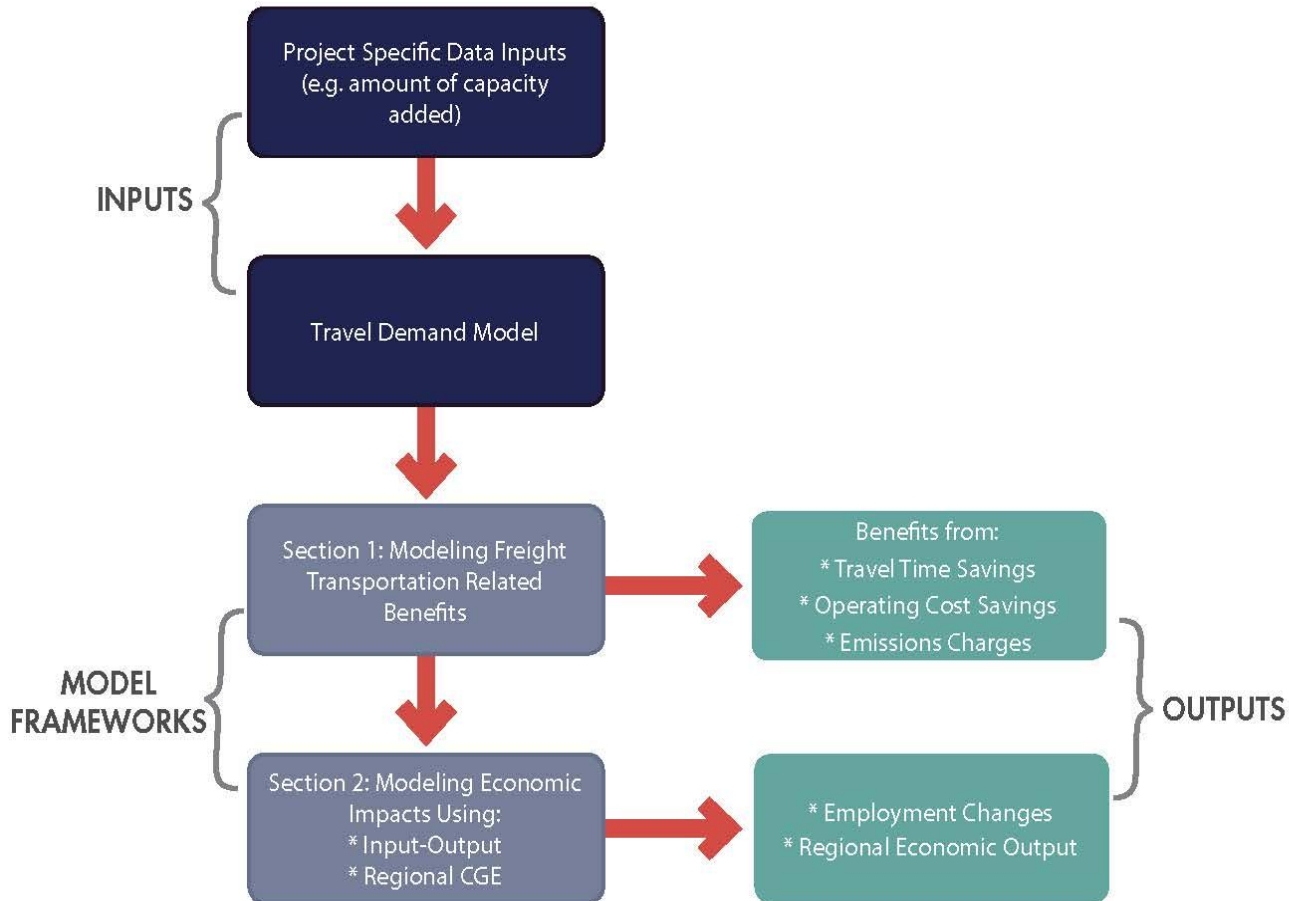 Project Specific Data Inputs
(e.g. amount of capacity
added)
INPUTS
Travel Demand Model
Section 1: Modeling Freight
Transportation Related
Benefits
Benefits from:
* Travel Time Savings
* Operating Cost Savings
* Emissions Charges
MODEL
FRAMEWORKS
OUTPUTS
Section 2: Modeling Economic
Impacts Using:
* Input-Output
* Regional CGE
* Employment Changes
* Regional Economic Output